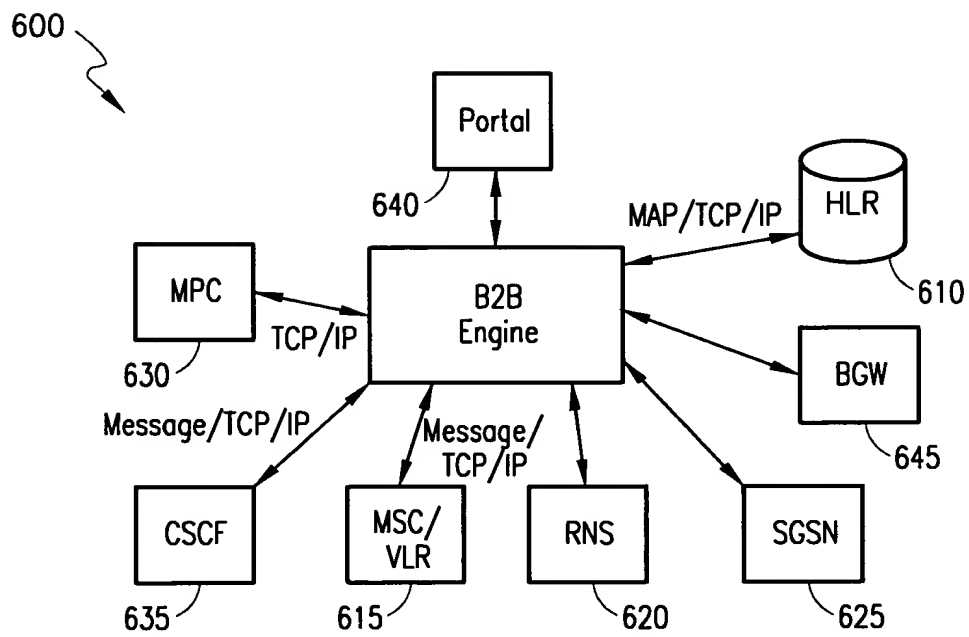 600
Portal
640
HLR
MAP/TCP/IP
610
MPC
B2B
Engine
TCP/IP
630
BGW
645
Message/TCP/IP
Message/
TCP/IP
CSCF
MSC/
VLR
RNS
SGSN
635
615
620
625